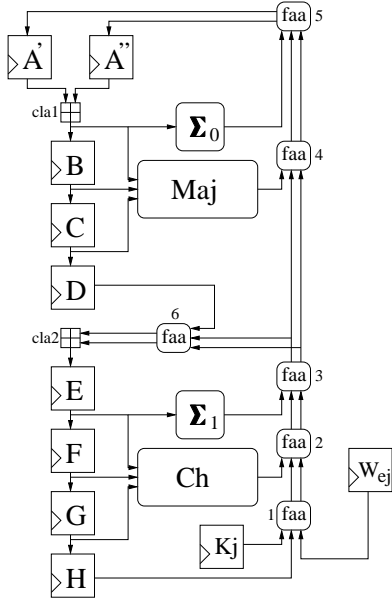 faa 5
A' A''
cla1
Σ0
B
faa 4
Maj
C
D
6
cla2 faa
faa 3
E
Σ1
F
faa 2
Ch
Wej
G
1 faa
Kj
H